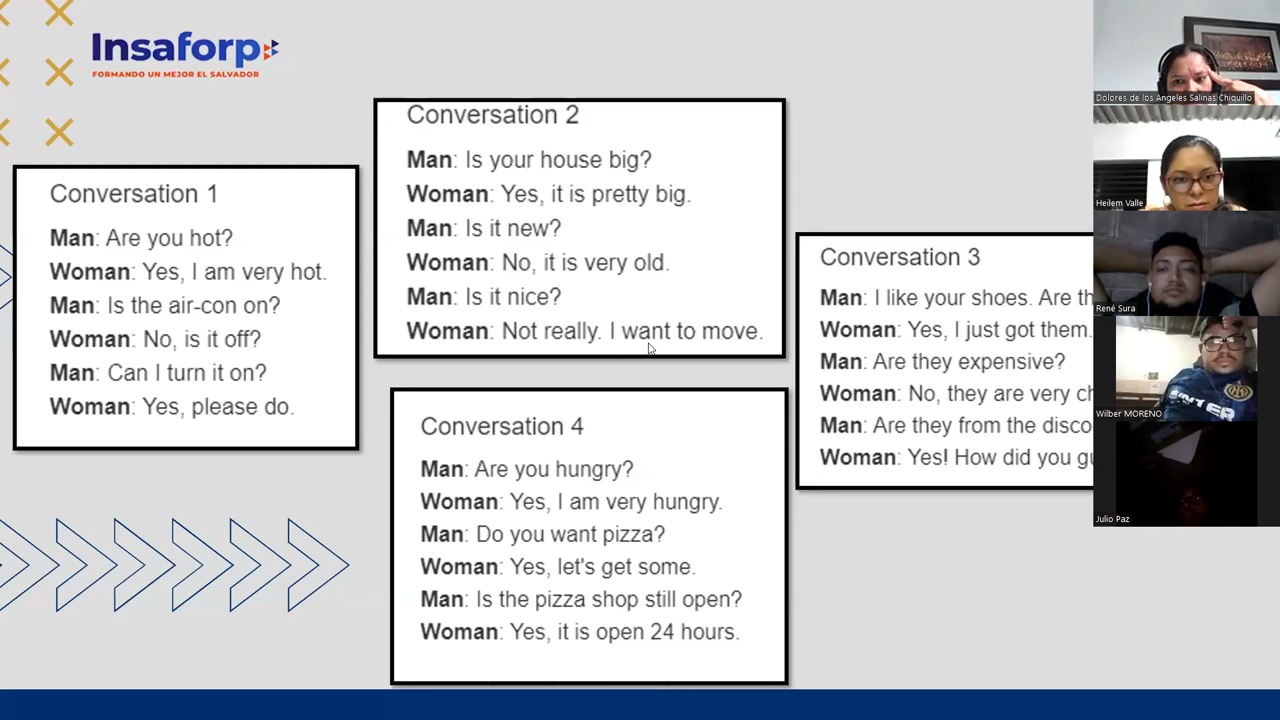 Insaforp
FORMANDO UN MEJOR EL SALVADOR
Conversation 1
Man: Are you hot?
Woman: Yes, I am very hot.
Man: Is the air-con on?
Woman: No, is it off?
Man: Can I turn it on?
Woman: Yes, please do.
Conversation 2
Man: Is your house big?
Woman: Yes, it is pretty big.
Man: Is it new?
Woman: No, it is very old.
Man: Is it nice?
Woman: Not really. I want to move.
Conversation 3
Man: I like your shoes. Are
Woman: Yes, I just got them.
Man: Are they expensive?
Woman: No, they are very
Man: Are they from the
Woman: Yes! How did you
Conversation 4
Man: Are you hungry?
Woman: Yes, I am very hungry.
Man: Do you want pizza?
Woman: Yes, let's get some.
Man: Is the pizza shop still open?
Woman: Yes, it is open 24 hours.
Dolores de los Angeles Salinas Chiquillo
Heilem Valle
René Sura
Wilber MORENO
INTER
Julio Paz